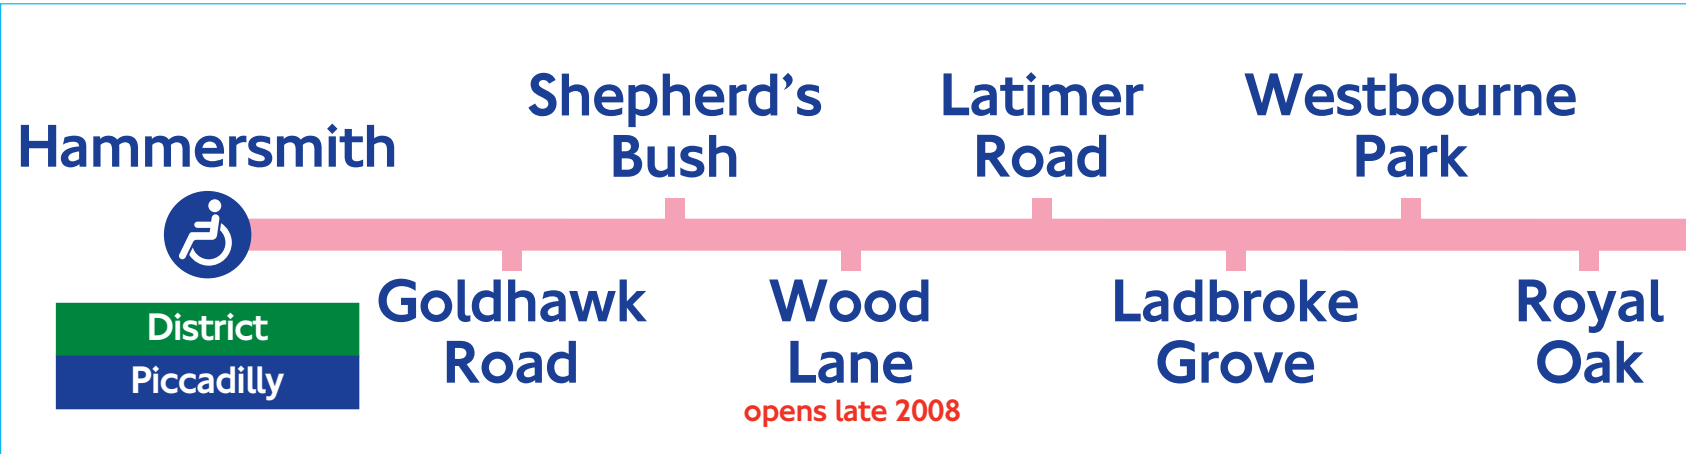 Hammersmith
District
Piccadilly
Goldhawk
Road
Shepherd’s
Bush
Wood
Lane
opens late 2008
Latimer
Road
Ladbroke
Grove
Westbourne
Park
Royal
Oak